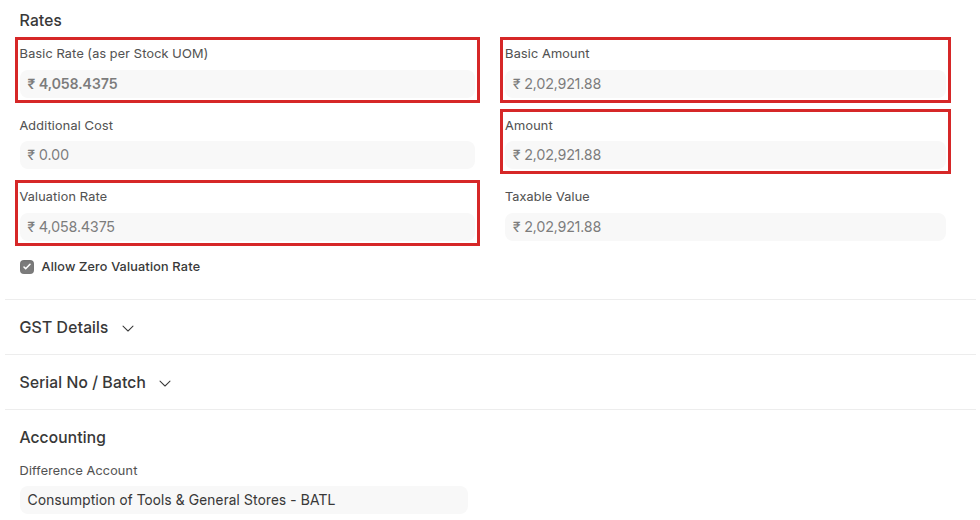 Rates
Basic Rate (as per Stock UOM)
Basic Amount
₹ 4,058.4375
₹ 2,02,921.88
Additional Cost
Amount
₹ 0.00
₹ 2,02,921.88
Valuation Rate
Taxable Value
₹ 4,058.4375
₹ 2,02,921.88
Allow Zero Valuation Rate
GST Details
Serial No / Batch
Accounting
Difference Account
Consumption of Tools & General Stores - BATL